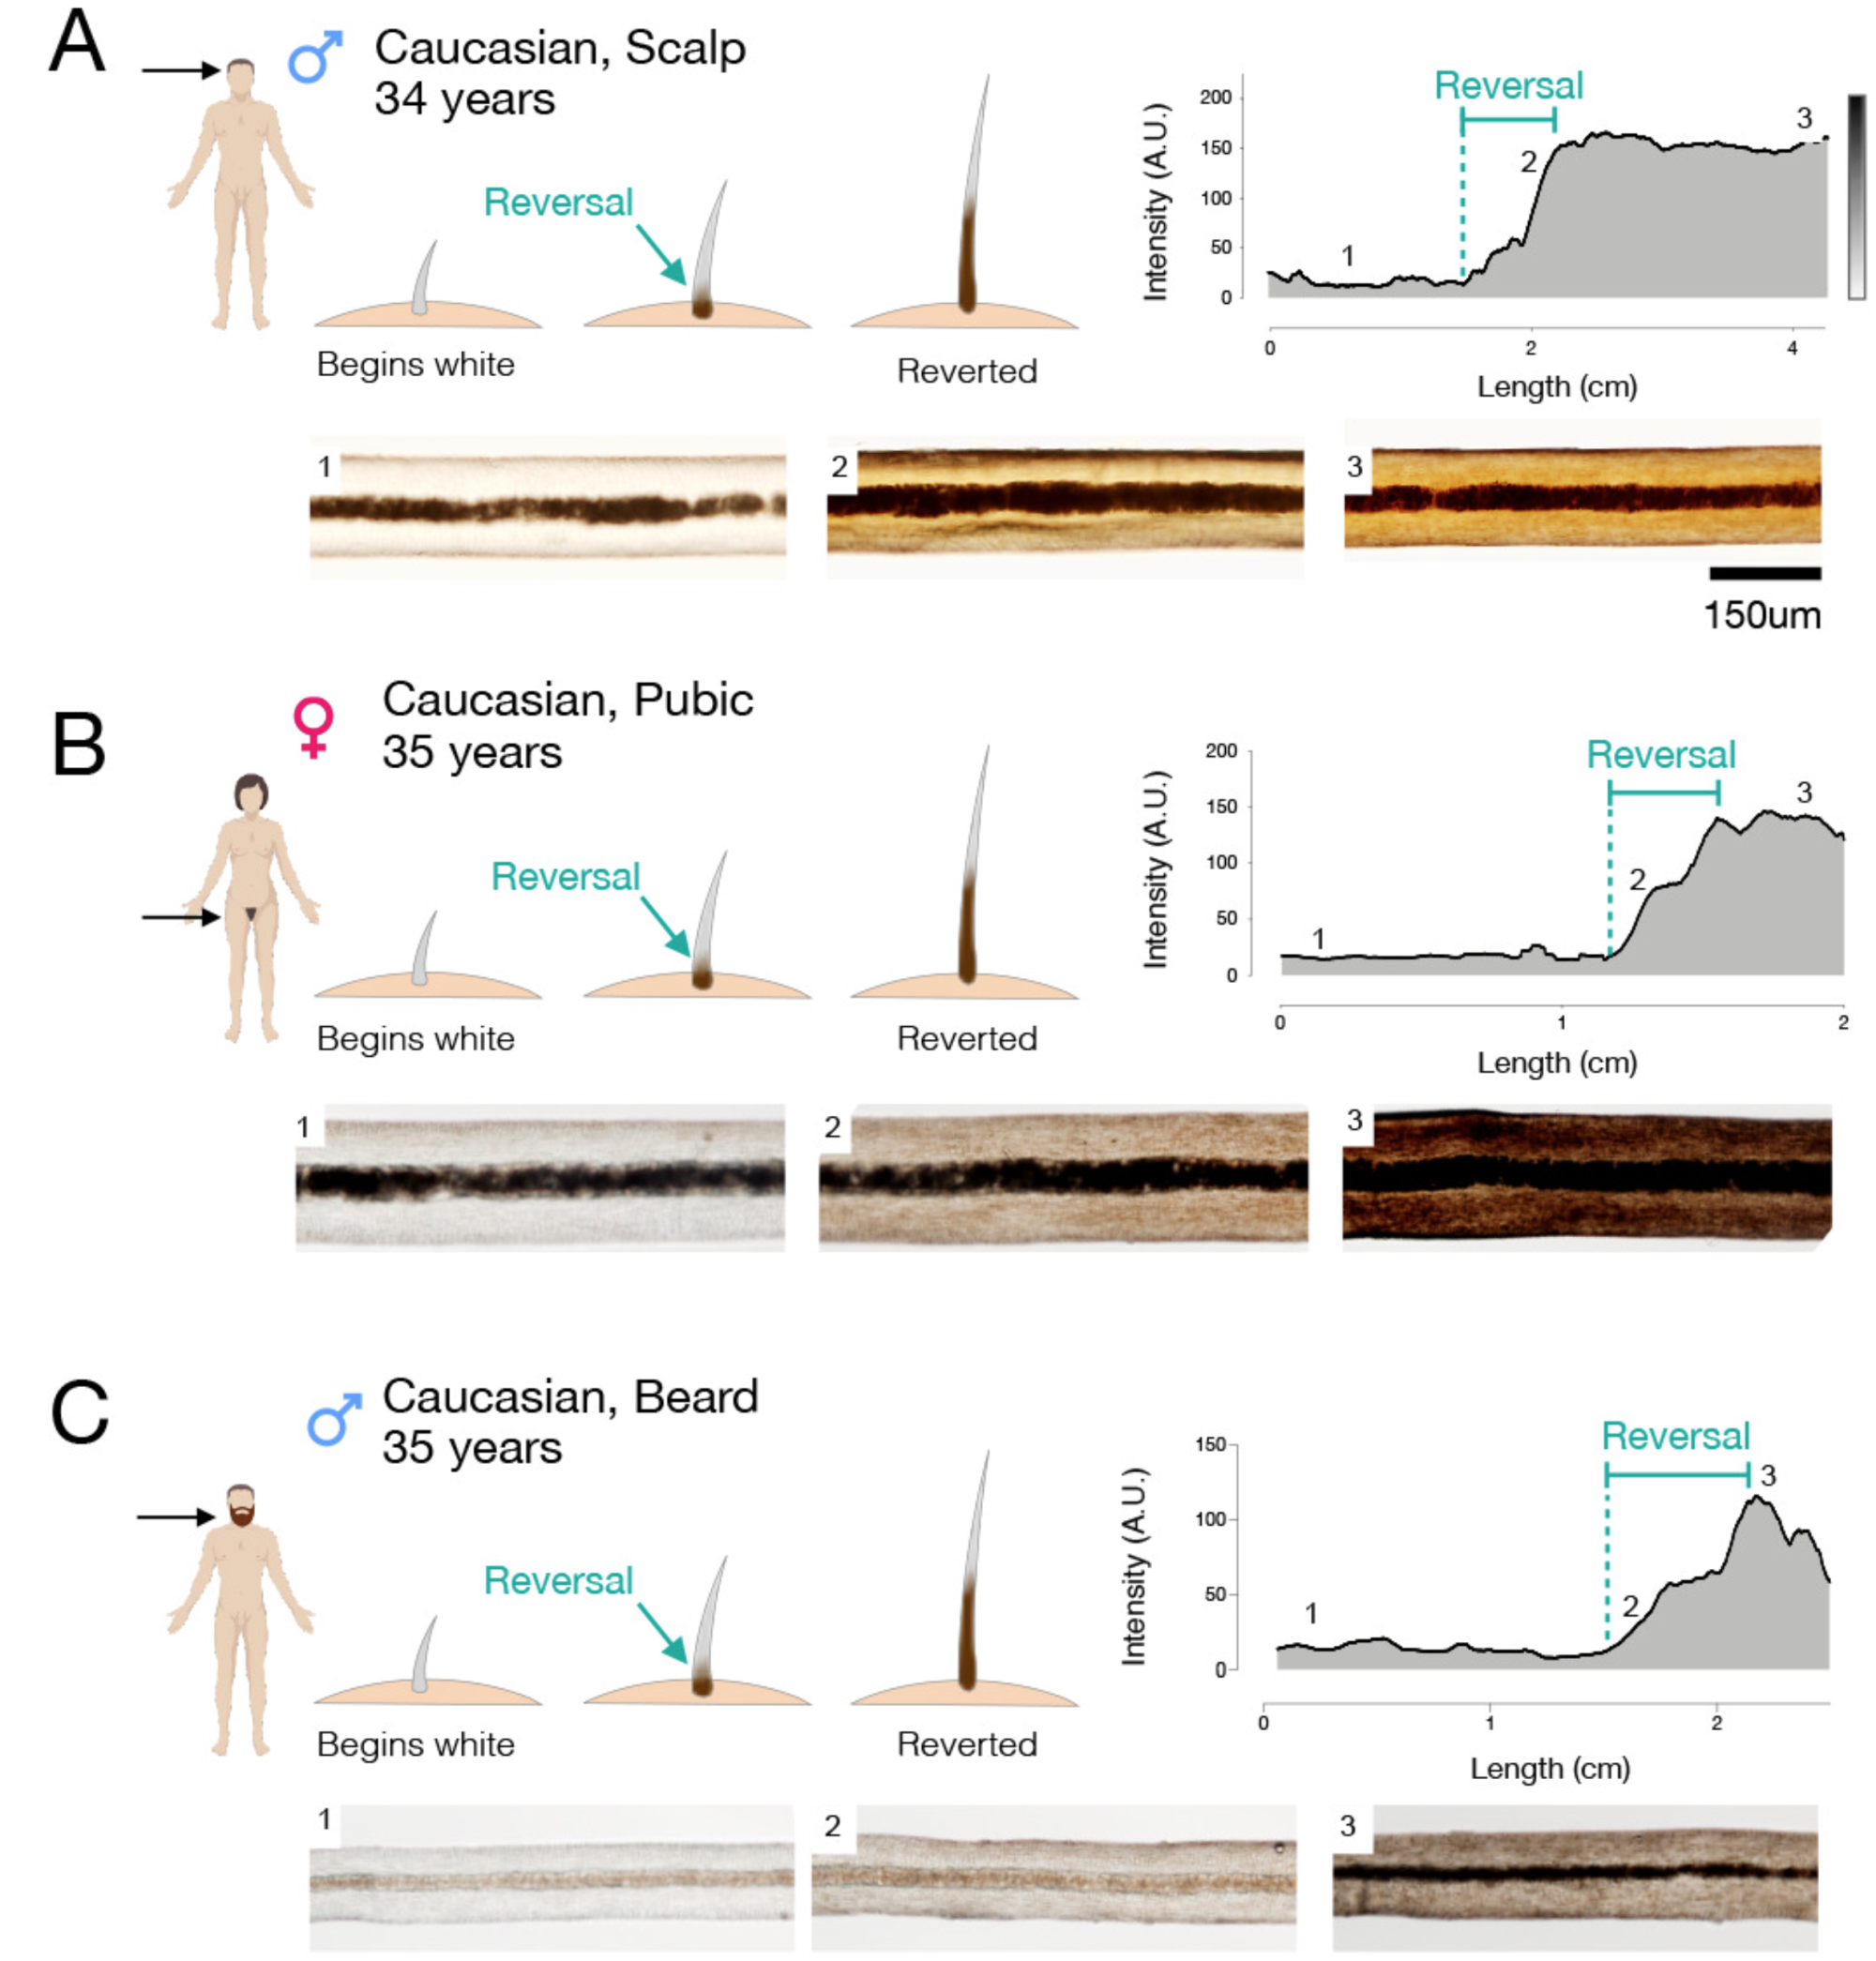 A
Caucasian, Scalp
34 years
Reversal
Begins white
Reverted
Reversal
Intensity (A.U.)
200
150
100
50
0
1
2
3
0
2
4
Length (cm)
1
2
3
150um
B
Caucasian, Pubic
35 years
Reversal
Begins white
Reverted
Reversal
Intensity (A.U.)
200
150
100
50
0
1
2
3
0
1
2
Length (cm)
1
2
3
C
Caucasian, Beard
35 years
Reversal
Begins white
Reverted
Reversal
Intensity (A.U.)
150
100
50
0
1
2
3
0
1
2
Length (cm)
1
2
3